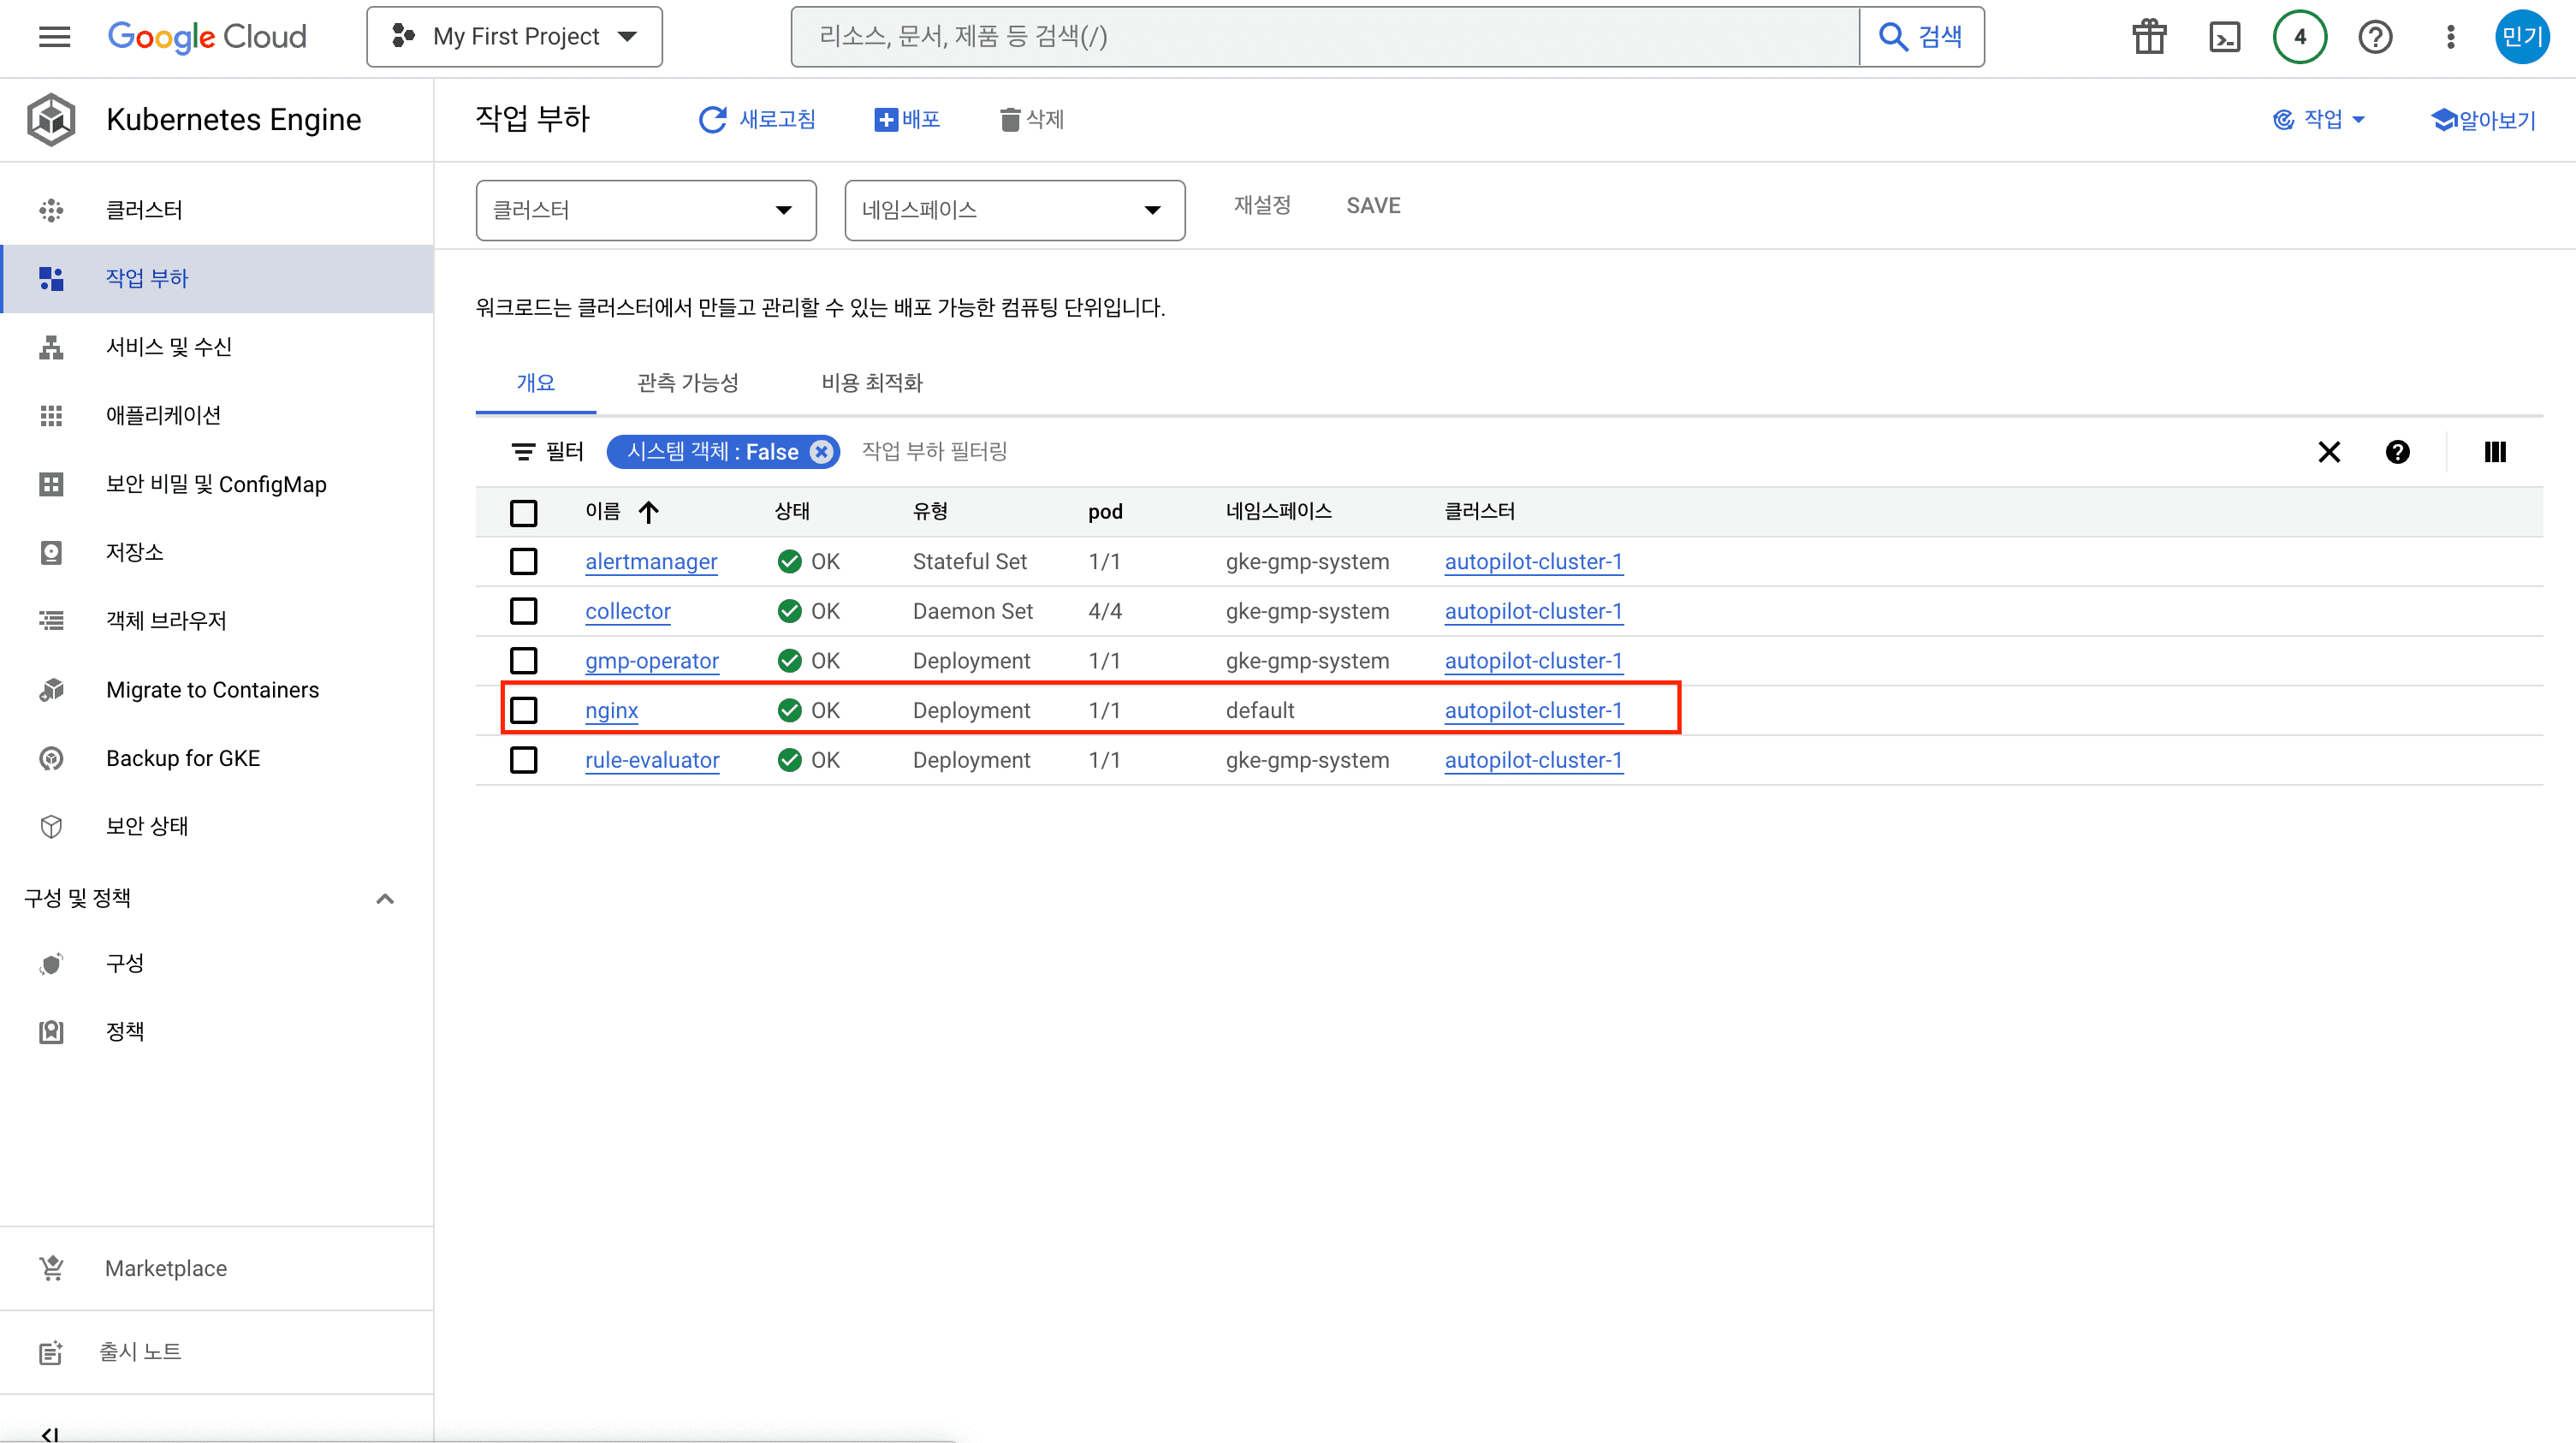 Google Cloud
My First Project
리소스, 문서, 제품 등 검색(/)
검색
4
민기
Kubernetes Engine
작업 부하
새로고침
배포
삭제
작업
알아보기
클러스터
작업 부하
서비스 및 수신
애플리케이션
보안 비밀 및 ConfigMap
저장소
객체 브라우저
Migrate to Containers
Backup for GKE
보안 상태
구성 및 정책
구성
정책
Marketplace
출시 노트
클러스터
네임스페이스
재설정
SAVE
워크로드는 클러스터에서 만들고 관리할 수 있는 배포 가능한 컴퓨팅 단위입니다.
개요
관측 가능성
비용 최적화
필터
시스템 객체 : False
작업 부하 필터링
이름 상태 유형 pod 네임스페이스 클러스터
alertmanager OK Stateful Set 1/1 gke-gmp-system autopilot-cluster-1
collector OK Daemon Set 4/4 gke-gmp-system autopilot-cluster-1
gmp-operator OK Deployment 1/1 gke-gmp-system autopilot-cluster-1
nginx OK Deployment 1/1 default autopilot-cluster-1
rule-evaluator OK Deployment 1/1 gke-gmp-system autopilot-cluster-1